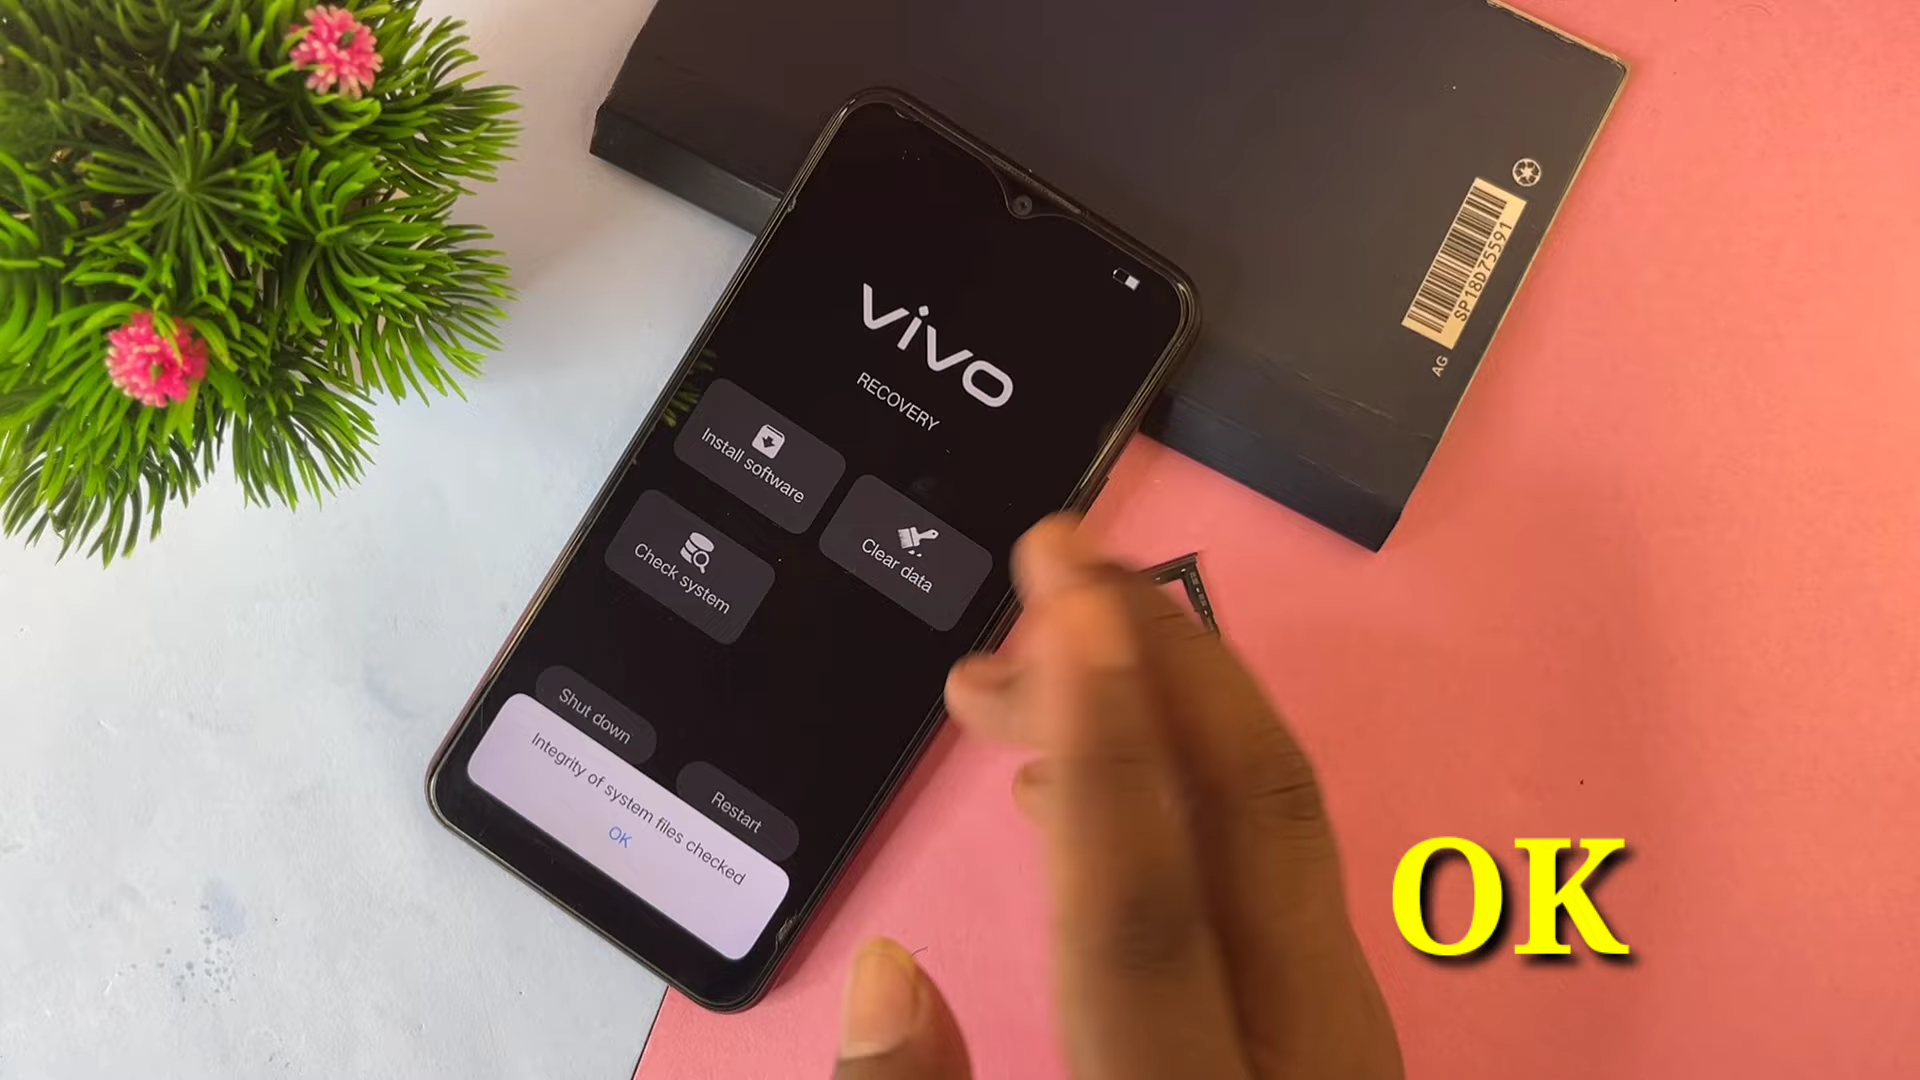 vivo
RECOVERY
Install software
Clear data
Check system
Shut down
Restart
Integrity of system files checked
OK
SP18D75591
AG
OK